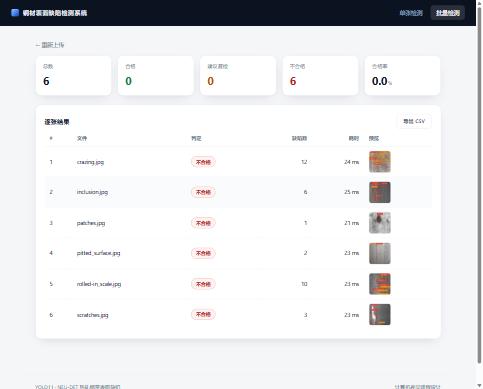 钢材表面缺陷检测系统
单张检测
批量检测
← 重新上传
总数
合格
建议复检
不合格
合格率
6
0
0
6
0.0%
逐张结果
导出 CSV
# 文件 判定 缺陷数 耗时 预览
1 crazing.jpg 不合格 12 24 ms
2 inclusion.jpg 不合格 6 25 ms
3 patches.jpg 不合格 1 21 ms
4 pitted_surface.jpg 不合格 2 23 ms
5 rolled-in_scale.jpg 不合格 10 23 ms
6 scratches.jpg 不合格 3 23 ms